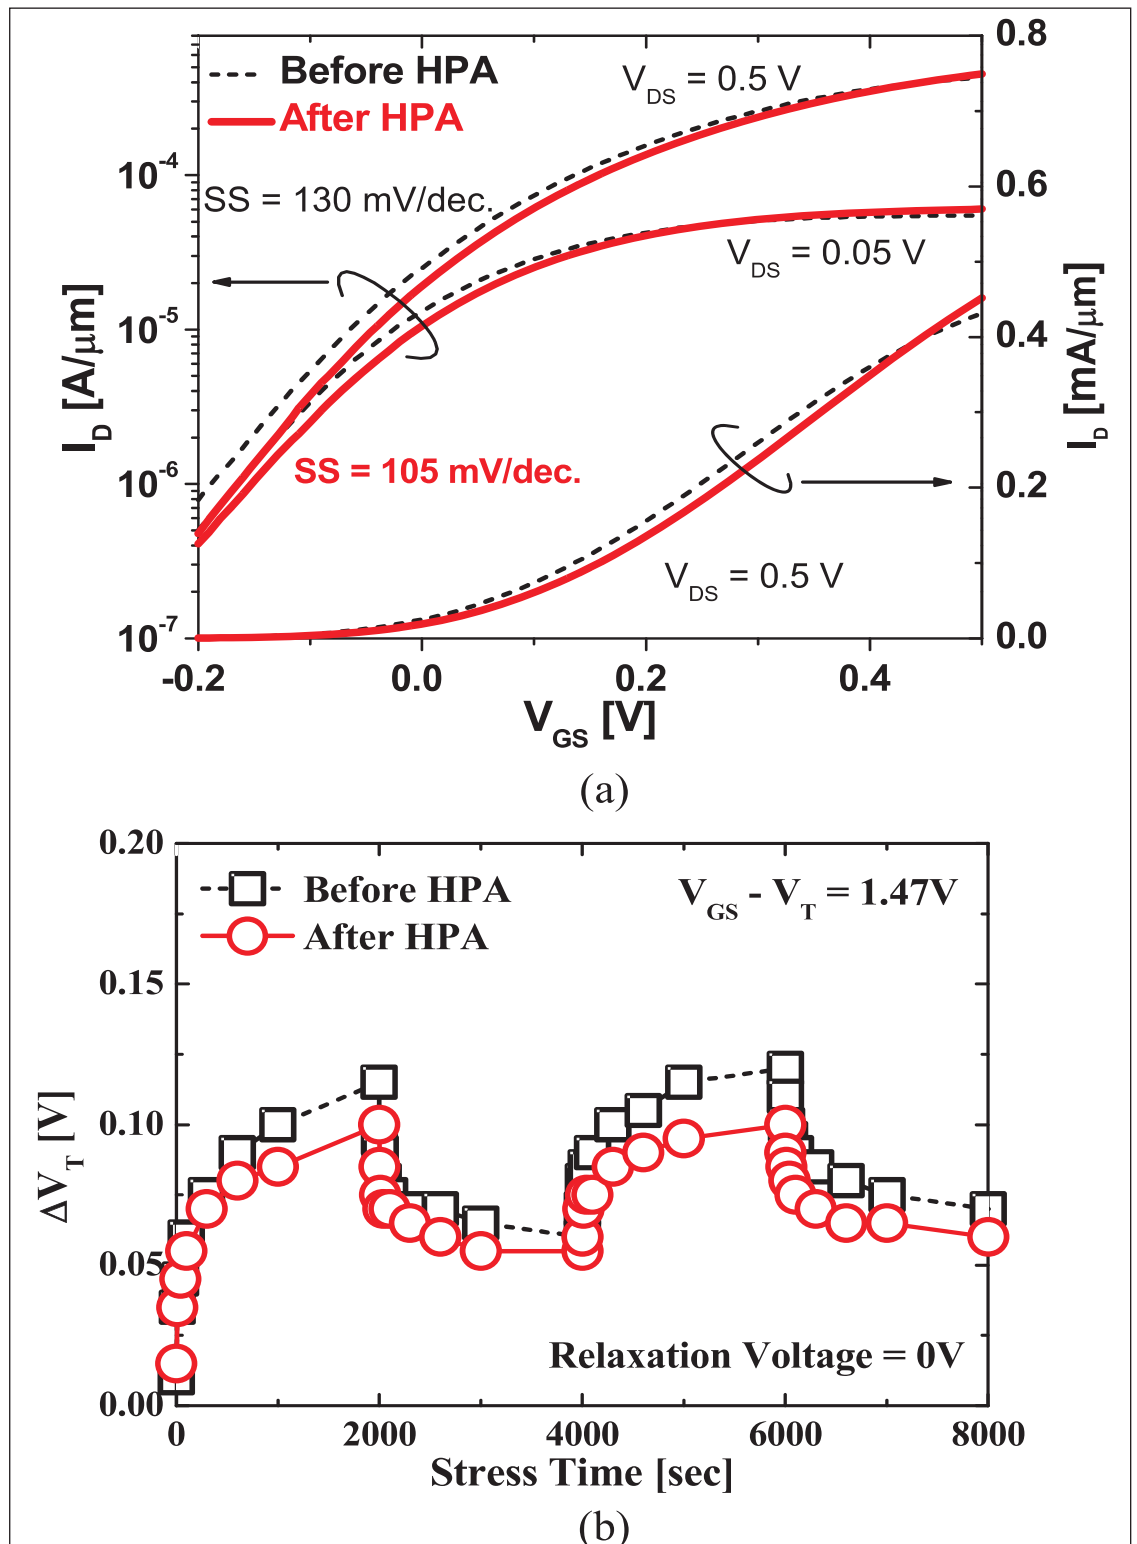 Before HPA
After HPA
V_DS = 0.5 V
0.8
10^-4
SS = 130 mV/dec.
0.6
V_DS = 0.05 V
I_D [A/μm]
10^-5
0.4
I_D [mA/μm]
SS = 105 mV/dec.
10^-6
0.2
V_DS = 0.5 V
10^-7
0.0
-0.2 0.0 0.2 0.4
V_GS [V]
(a)
0.20
Before HPA
V_GS - V_T = 1.47V
After HPA
0.15
ΔV_T [V]
0.10
0.05
Relaxation Voltage = 0V
0.00
0 2000 4000 6000 8000
Stress Time [sec]
(b)